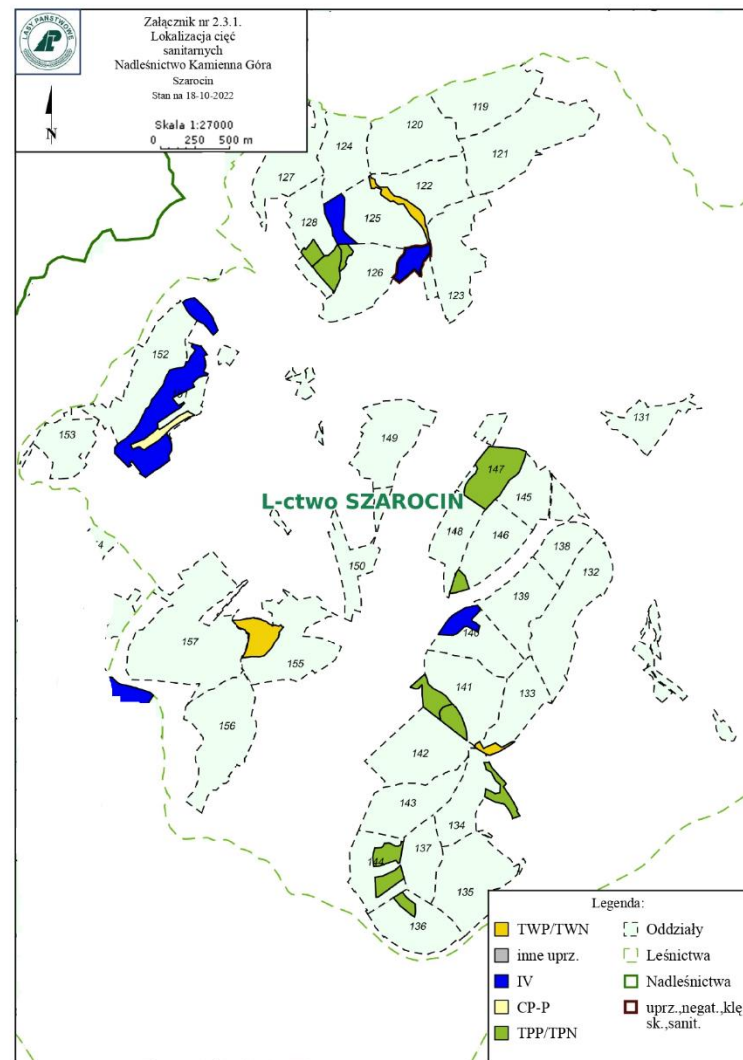 LASY PAŃSTWOWE
Załącznik nr 2.3.1.
Lokalizacja cięć
sanitarnych
Nadleśnictwo Kamienna Góra
Szarocin
Stan na 18-10-2022
N
Skala 1:27000
0 250 500 m
119
120
124
121
127
122
128
125
126
123
152
131
153
149
L-ctwo SZAROCIN
147
145
148
146
138
150
132
139
157
140
155
141
133
156
142
143
134
137
144
135
136
Legenda:
TWP/TWN
Oddziały
inne uprz.
Leśnictwa
IV
Nadleśnictwa
CP-P
uprz.,negat.,klę
sk.,sanit.
TPP/TPN